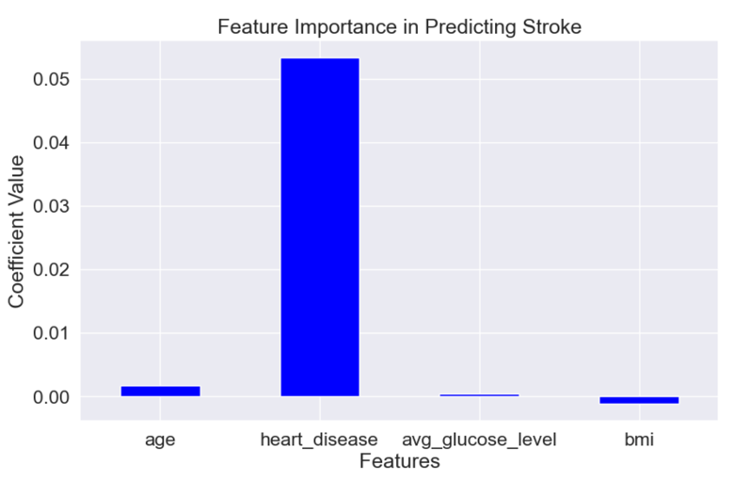 Feature Importance in Predicting Stroke
Coefficient Value
0.05
0.04
0.03
0.02
0.01
0.00
age heart_disease avg_glucose_level bmi
Features